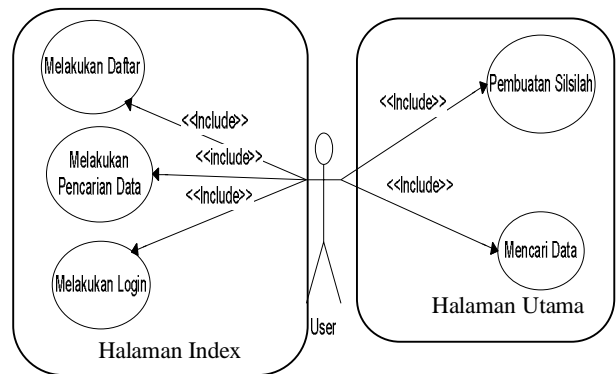 Melakukan Daftar
<<Include>>
<<include>>
Melakukan
Pencarian Data
<<Include>>
Melakukan Login
Halaman Index
User
<<Include>>
Pembuatan Silsilah
<<Include>>
Mencari Data
Halaman Utama